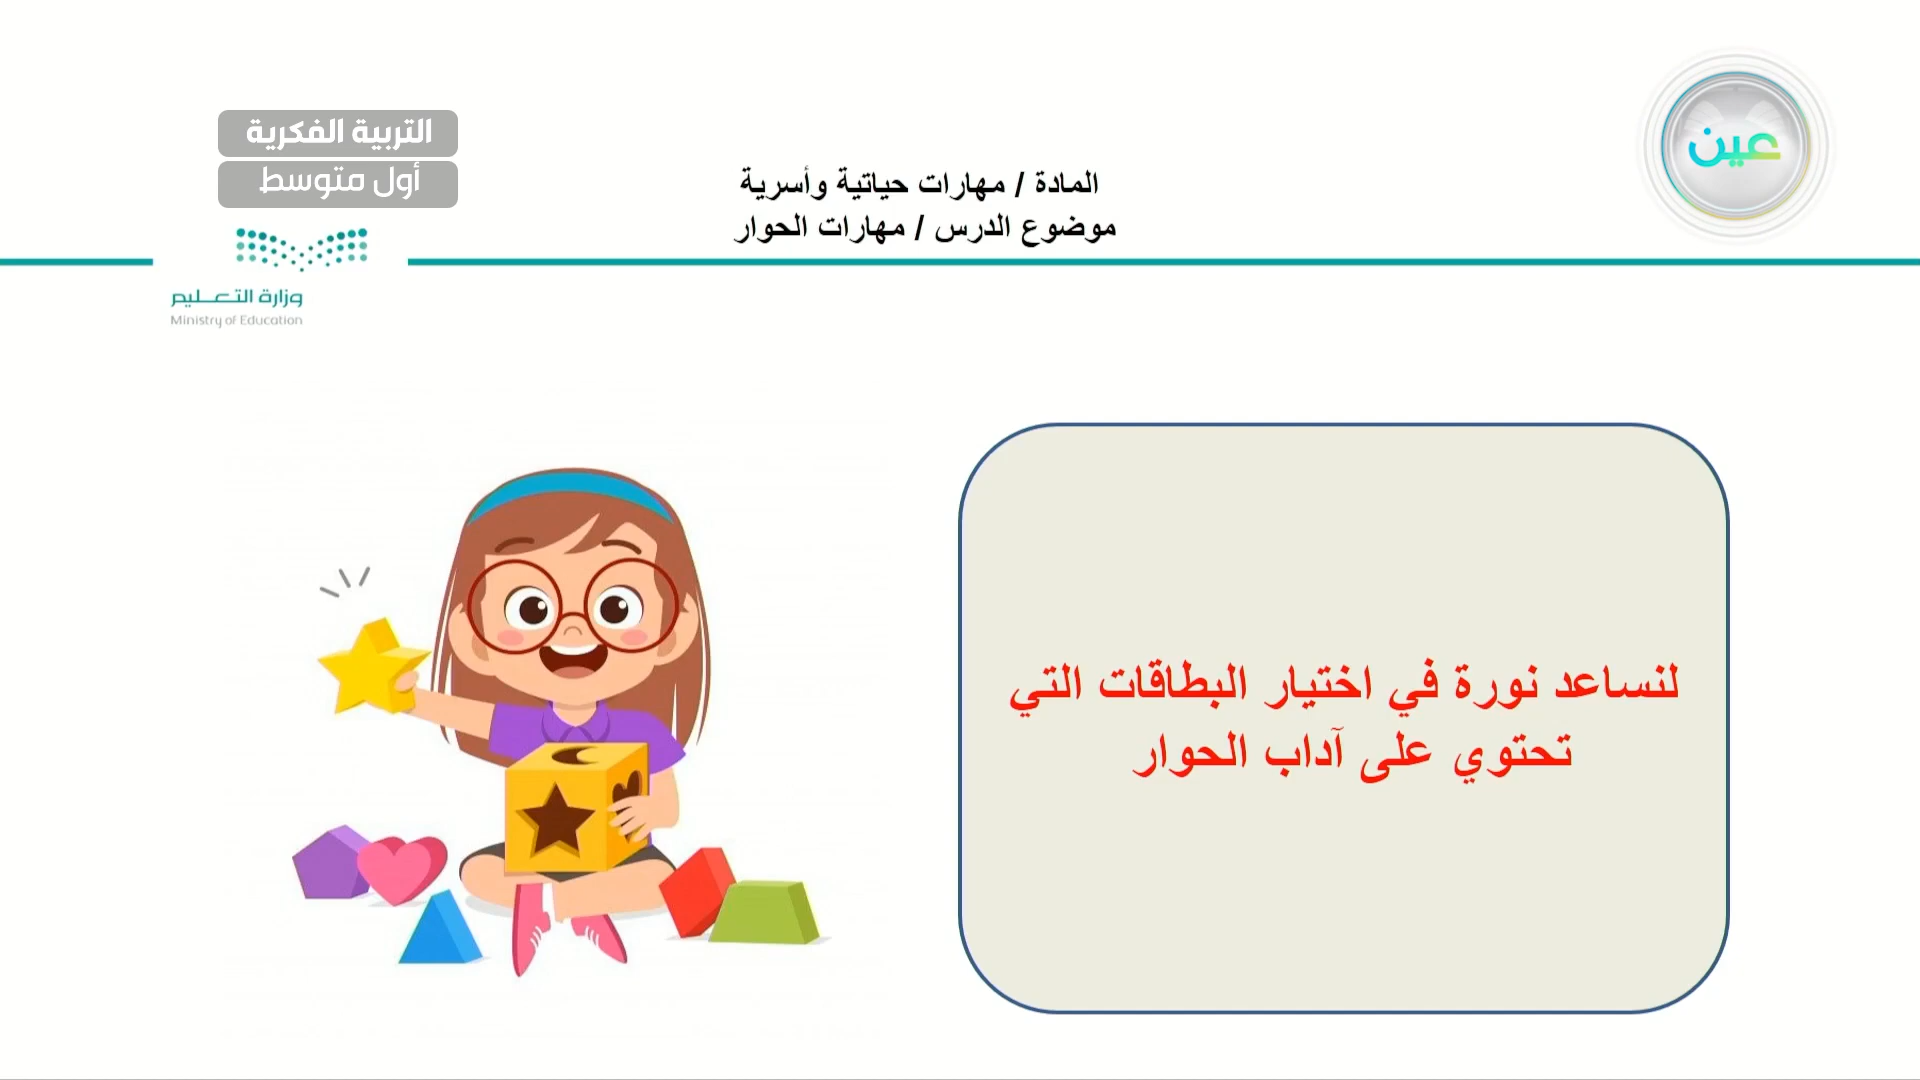 عين
التربية الفكرية
أول متوسط
المادة / مهارات حياتية وأسرية
موضوع الدرس / مهارات الحوار
وزارة التعـــليم
Ministry of Education
لنساعد نورة في اختيار البطاقات التي
تحتوي على آداب الحوار